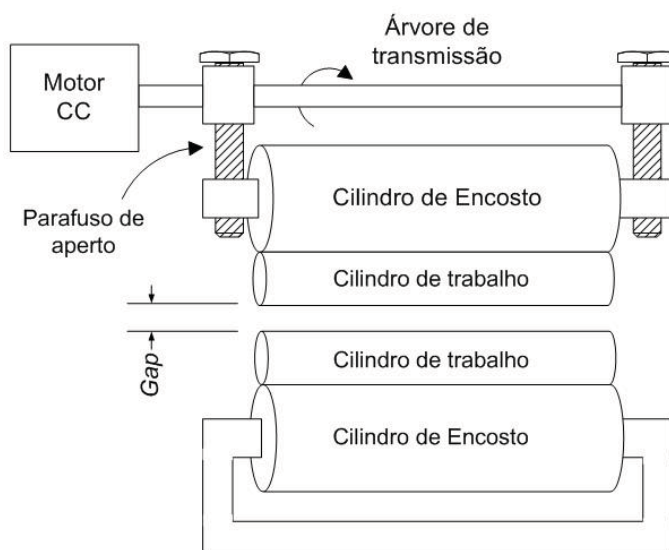 Árvore de
transmissão
Motor
CC
Cilindro de Encosto
Parafuso de
aperto
Cilindro de trabalho
Gap
Cilindro de trabalho
Cilindro de Encosto